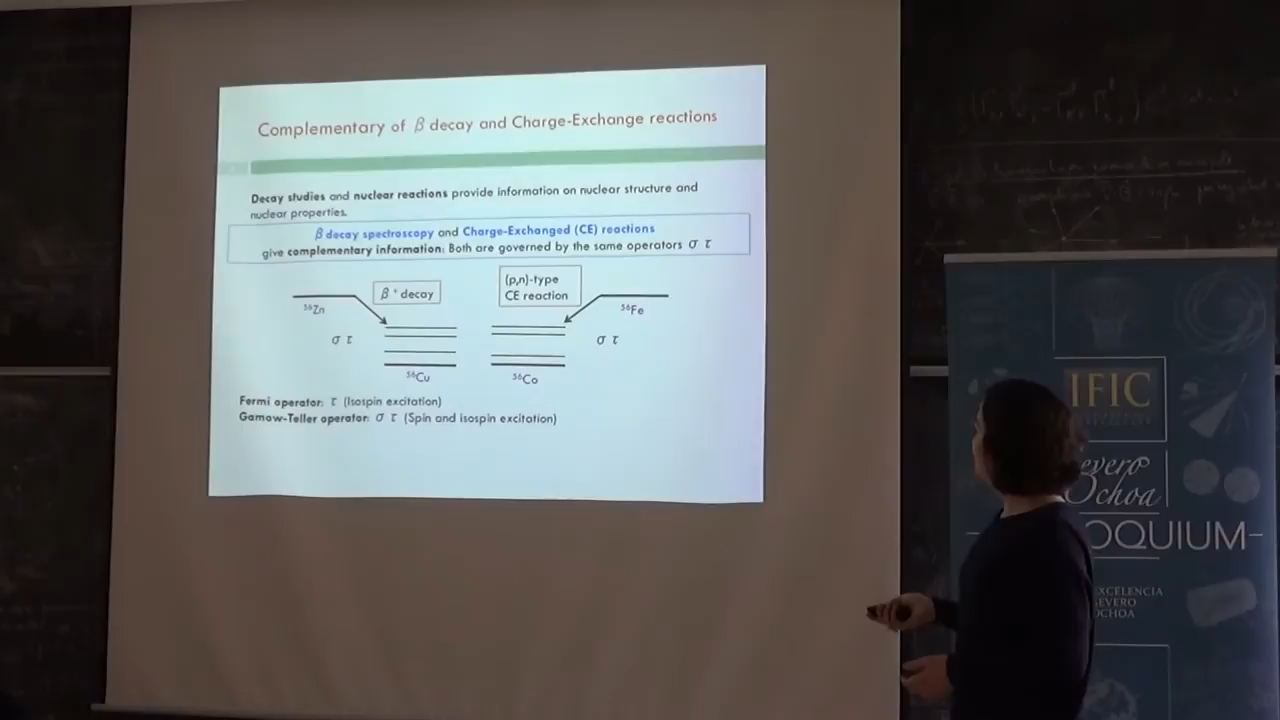 Complementary of β decay and Charge-Exchange reactions
Decay studies and nuclear reactions provide information on nuclear structure and
nuclear properties.
β decay spectroscopy and Charge-Exchanged (CE) reactions
give complementary information: Both are governed by the same operators σ τ
β⁺ decay
(p,n)-type
CE reaction
⁵⁶Zn
⁵⁶Fe
σ τ
σ τ
⁵⁶Cu
⁵⁶Co
Fermi operator: τ (Isospin excitation)
Gamow-Teller operator: σ τ (Spin and isospin excitation)
IFIC
evero
Ochoa
OQUIUM
XCELENCIA
SEVERO
OCHOA